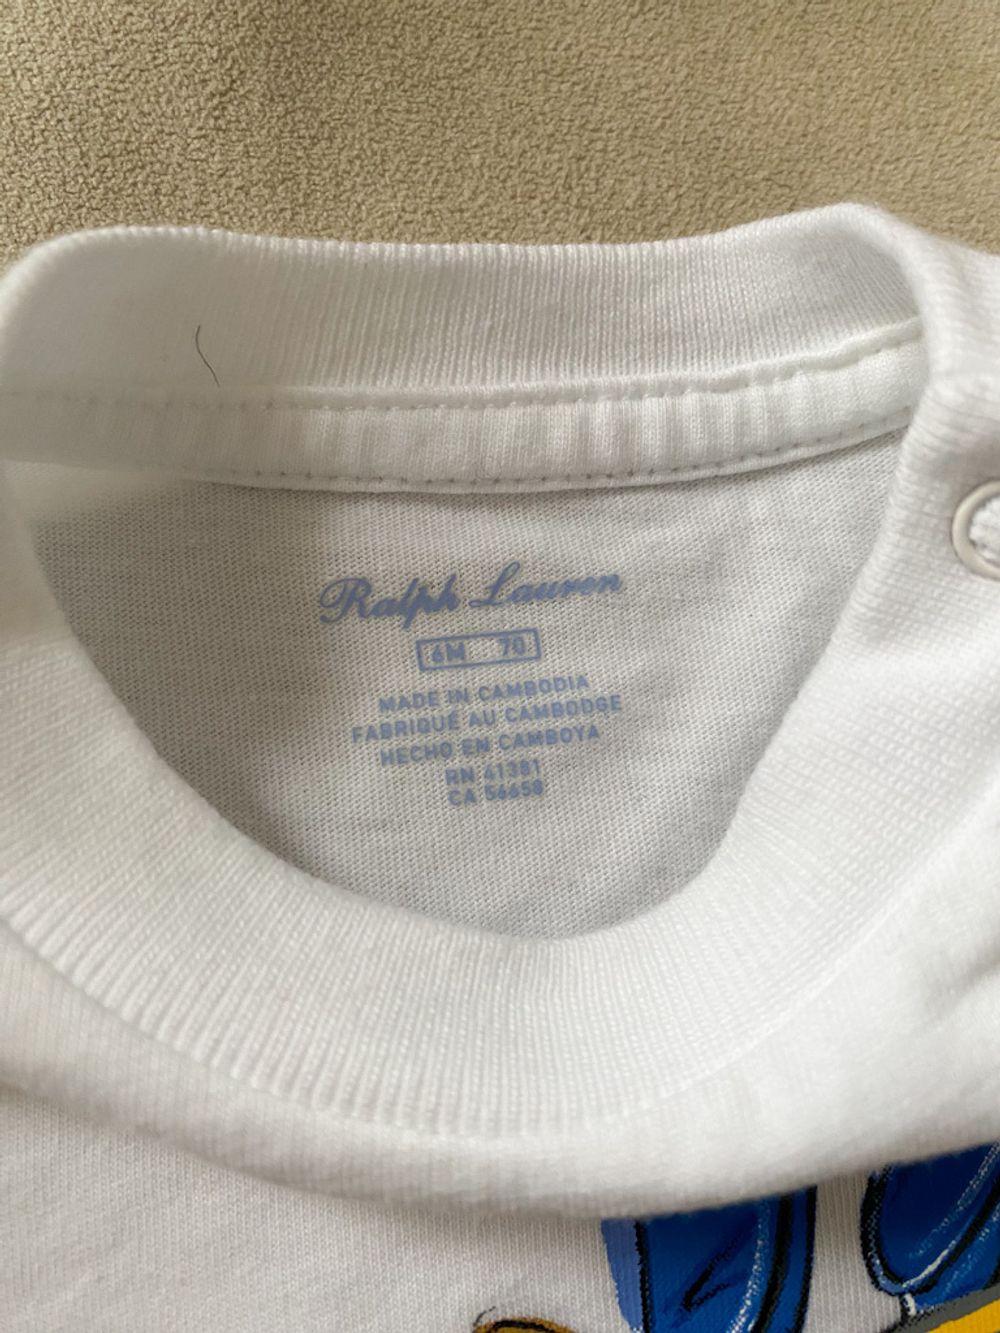 Ralph Lauren
6M 70
MADE IN CAMBODIA
FABRIQUÉ AU CAMBODGE
HECHO EN CAMBOYA
RN 41381
CA 56658